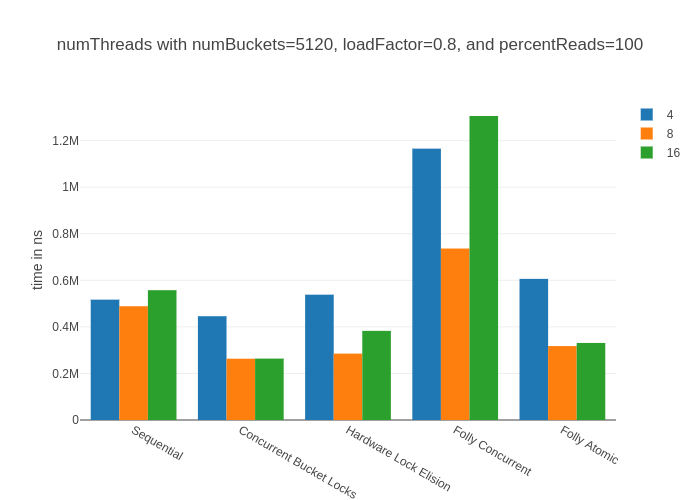 numThreads with numBuckets=5120, loadFactor=0.8, and percentReads=100
4
8
16
1.2M
1M
0.8M
0.6M
0.4M
0.2M
0
time in ns
Sequential
Concurrent Bucket Locks
Hardware Lock Elision
Folly Concurrent
Folly Atomic